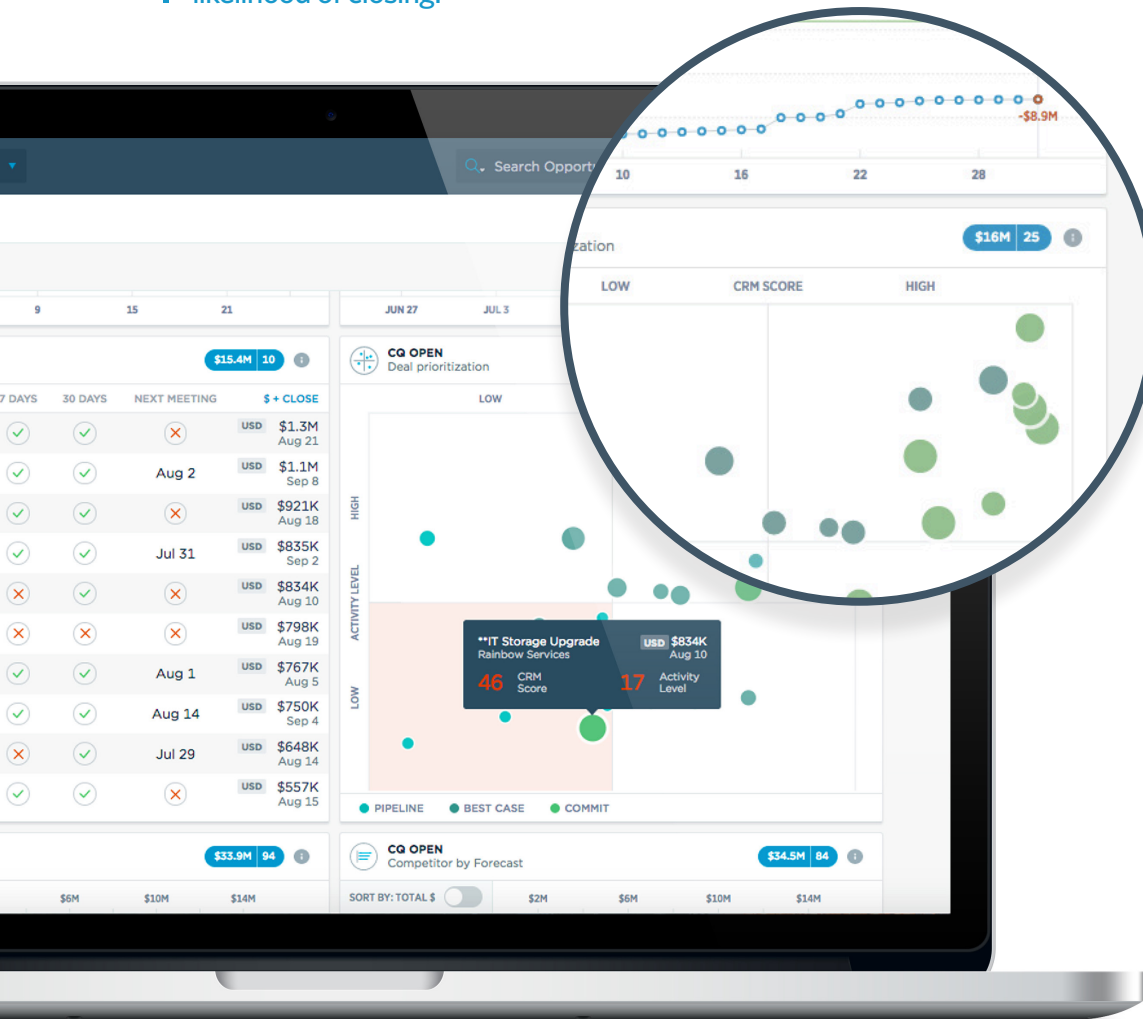 likelihood of closing.
-$8.9M
10 16 22 28
Search Opport
$16M 25
zation
LOW CRM SCORE HIGH
9 15 21
JUN 27 JUL 3
$15.4M 10
CQ OPEN
Deal prioritization
7 DAYS 30 DAYS NEXT MEETING $ + CLOSE
LOW
USD $1.3M
Aug 21
Aug 2 USD $1.1M
Sep 8
USD $921K
Aug 18
Jul 31 USD $835K
Sep 2
USD $834K
Aug 10
USD $798K
Aug 19
Aug 1 USD $767K
Aug 5
Aug 14 USD $750K
Sep 4
Jul 29 USD $648K
Aug 14
USD $557K
Aug 15
HIGH
ACTIVITY LEVEL
LOW
**IT Storage Upgrade USD $834K
Rainbow Services Aug 10
46 CRM Score 17 Activity Level
PIPELINE BEST CASE COMMIT
$33.9M 94
CQ OPEN
Competitor by Forecast
$34.5M 84
$6M $10M $14M
SORT BY: TOTAL $ $2M $6M $10M $14M